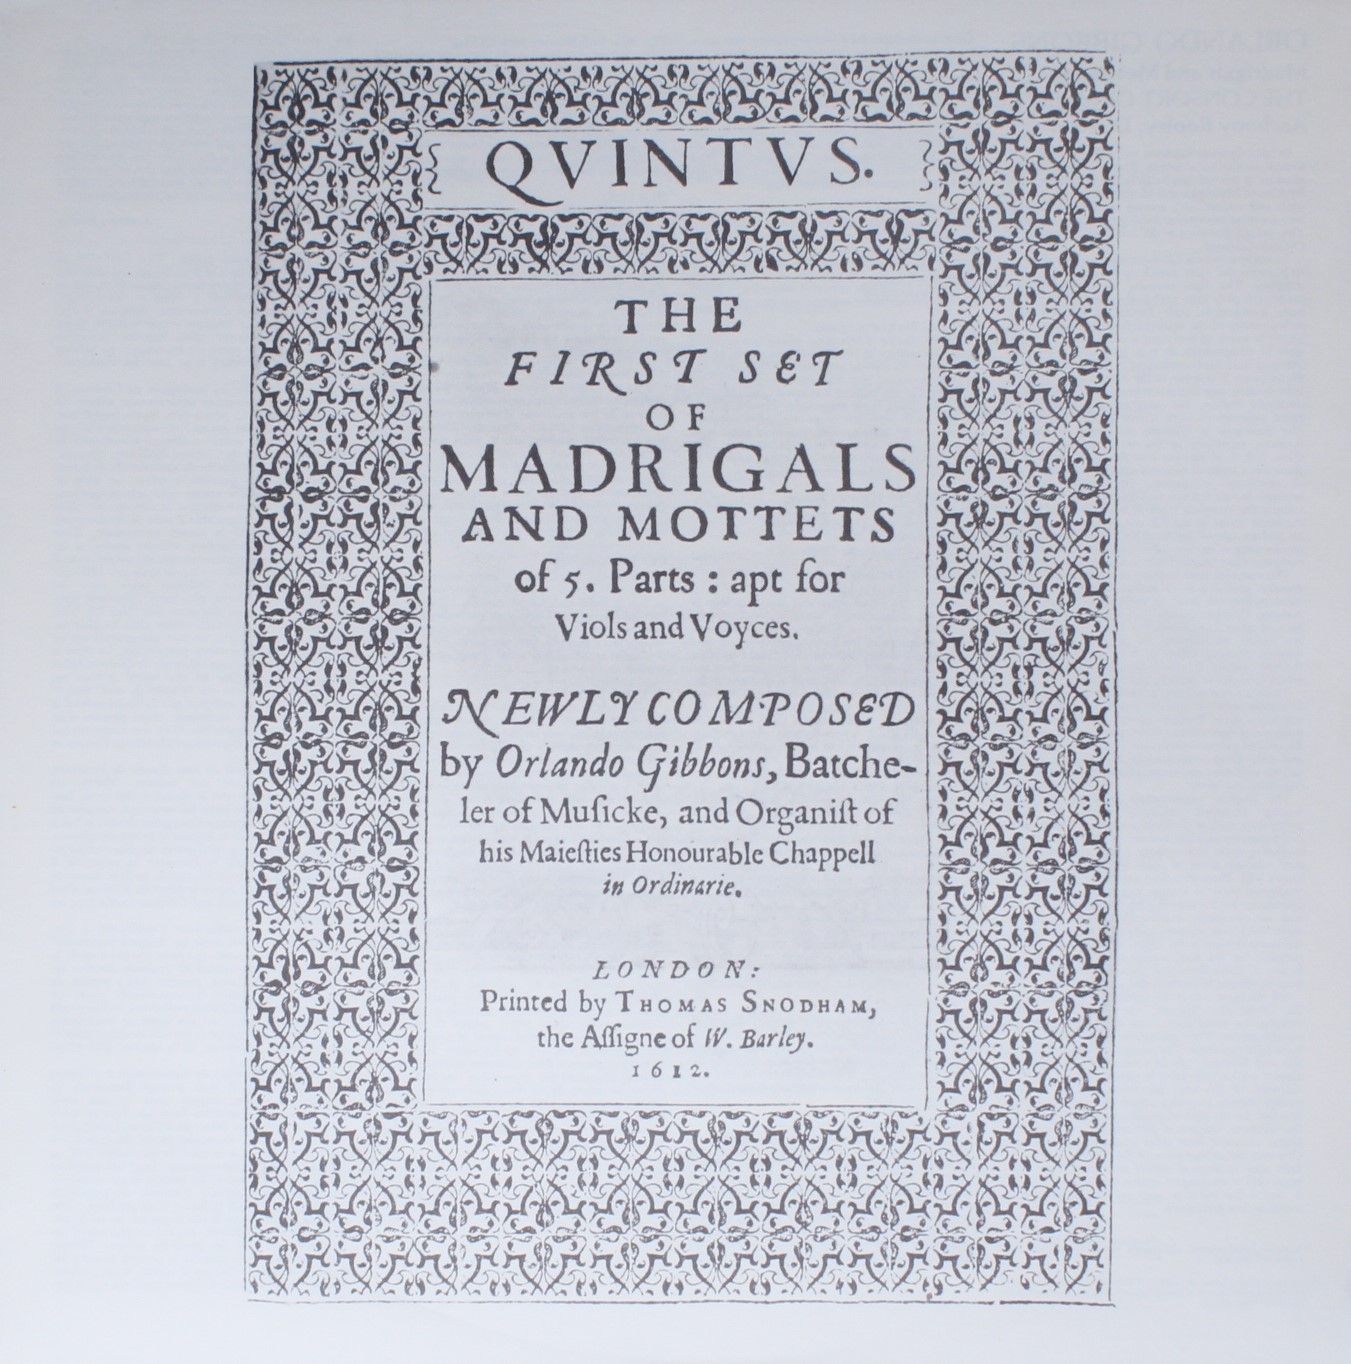 QVINTVS.
THE
FIRST SET
OF
MADRIGALS
AND MOTTETS
of 5. Parts : apt for
Viols and Voyces.
NEWLY COMPOSED
by Orlando Gibbons, Batche-
ler of Muſicke, and Organiſt of
his Maieſties Honourable Chappell
in Ordinarie.
LONDON:
Printed by THOMAS SNODHAM,
the Aſſigne of W. Barley.
1612.